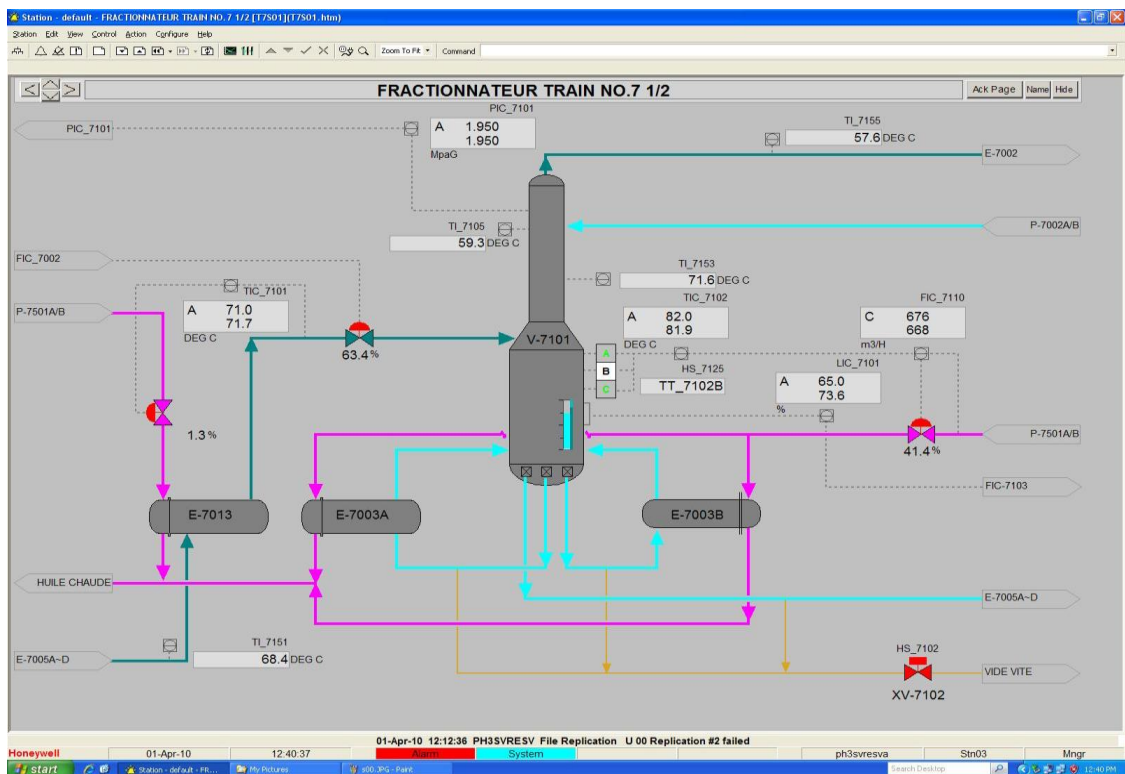 Station - default - FRACTIONNATEUR TRAIN NO.7 1/2 [T7S01](T7S01.htm)
Station Edit View Control Action Configure Help
Zoom To Fit Command
FRACTIONNATEUR TRAIN NO.7 1/2
Ack Page Name Hide
PIC_7101
PIC_7101
A 1.950
1.950
MpaG
TI_7155
57.6 DEG C
E-7002
TI_7105
59.3 DEG C
P-7002A/B
FIC_7002
TI_7153
71.6 DEG C
TIC_7101
A 71.0
71.7
DEG C
P-7501A/B
63.4 %
V-7101
TIC_7102
A 82.0
81.9
DEG C
FIC_7110
C 676
668
m3/H
A
B
C
HS_7125
TT_7102B
LIC_7101
A 65.0
73.6
%
1.3 %
P-7501A/B
41.4 %
FIC-7103
E-7013
E-7003A
E-7003B
HUILE CHAUDE
E-7005A~D
TI_7151
68.4 DEG C
E-7005A~D
HS_7102
VIDE VITE
XV-7102
01-Apr-10 12:12:36 PH3SVRESV File Replication U 00 Replication #2 failed
Honeywell 01-Apr-10 12:40:37 Alarm System ph3svresva Stn03 Mngr
start Station - default - FR... My Pictures s00.JPG - Paint Search Desktop 12:40 PM